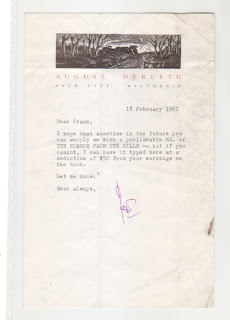 AUGUST DERLETH
SAUK CITY, WISCONSIN
18 February 1961
Dear Frank,
I hope that sometime in the future you
can supply me with a publishable MS. of
THE HORROR FROM THE HILLS -- but if you
cannot, I can have it typed here at a
deduction of $50 from your earnings on
the book.
Let me know.
Best always,